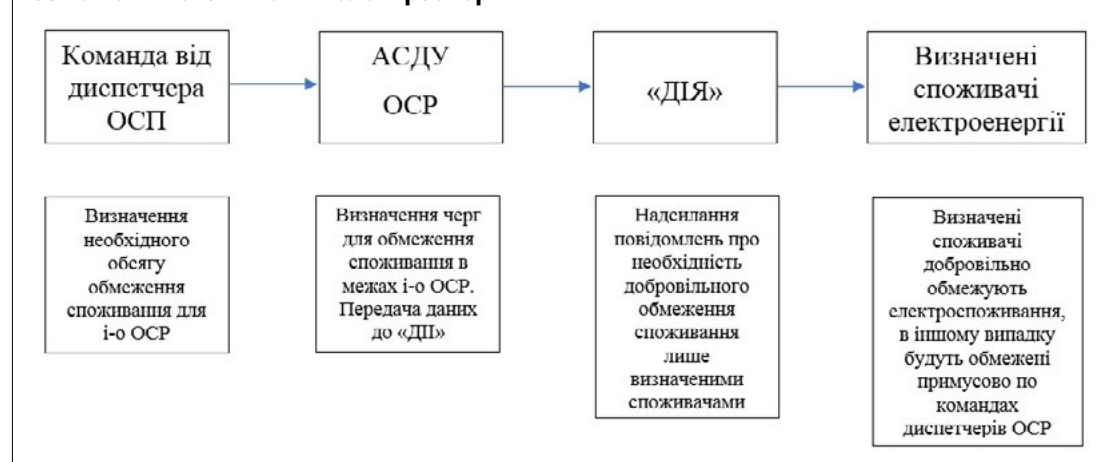 Команда від
диспетчера
ОСП
АСДУ
ОСР
«ДІЯ»
Визначені
споживачі
електроенергії
Визначення
необхідного
обсягу
обмеження
споживання для
і-о ОСР
Визначення черг
для обмеження
споживання в
межах і-о ОСР.
Передача даних
до «ДІЇ»
Надсилання
повідомлень про
необхідність
добровільного
обмеження
споживання
лише
визначеними
споживачами
Визначені
споживачі
добровільно
обмежують
електроспоживання,
в іншому випадку
будуть обмежені
примусово по
командах
диспетчерів ОСР